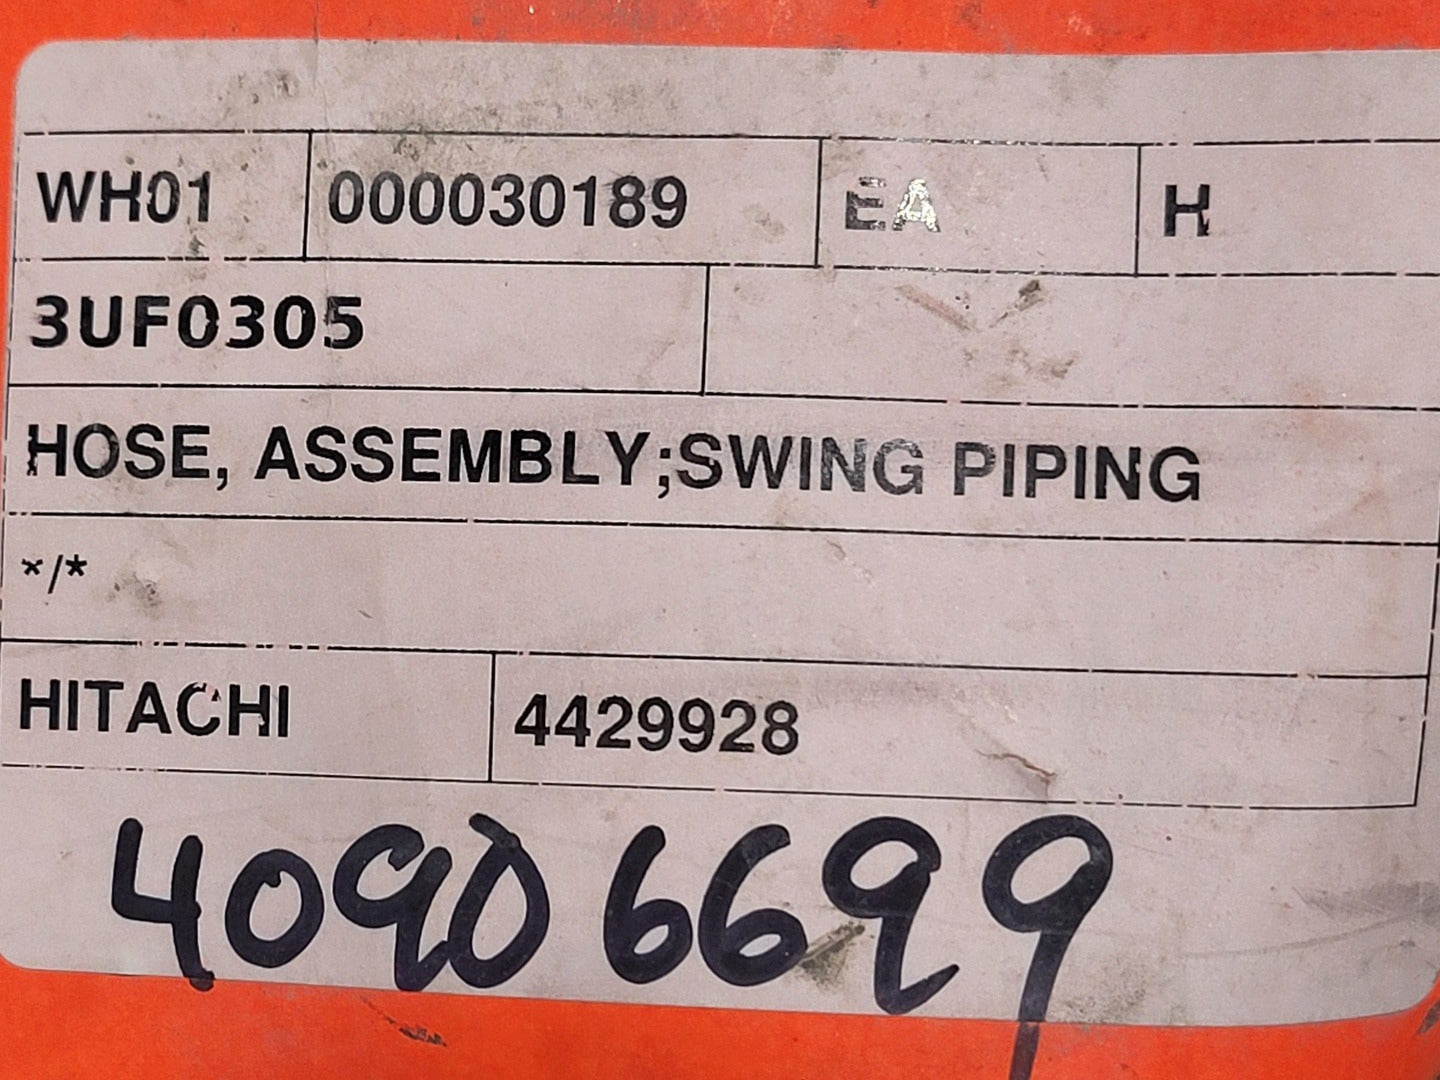 WH01 000030189 EA H
3UF0305
HOSE, ASSEMBLY;SWING PIPING
*/*
HITACHI 4429928
40906699